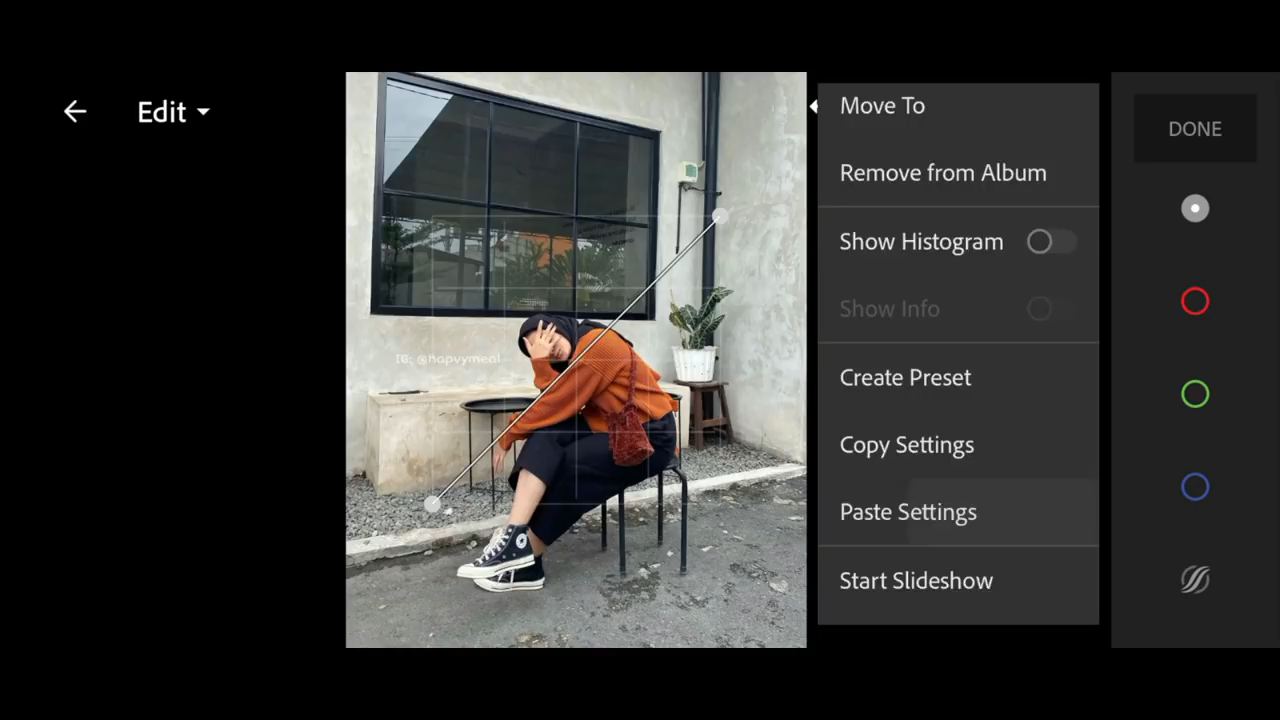 Edit
Move To
Remove from Album
Show Histogram
Show Info
Create Preset
Copy Settings
Paste Settings
Start Slideshow
DONE
IG: @hapvymeal